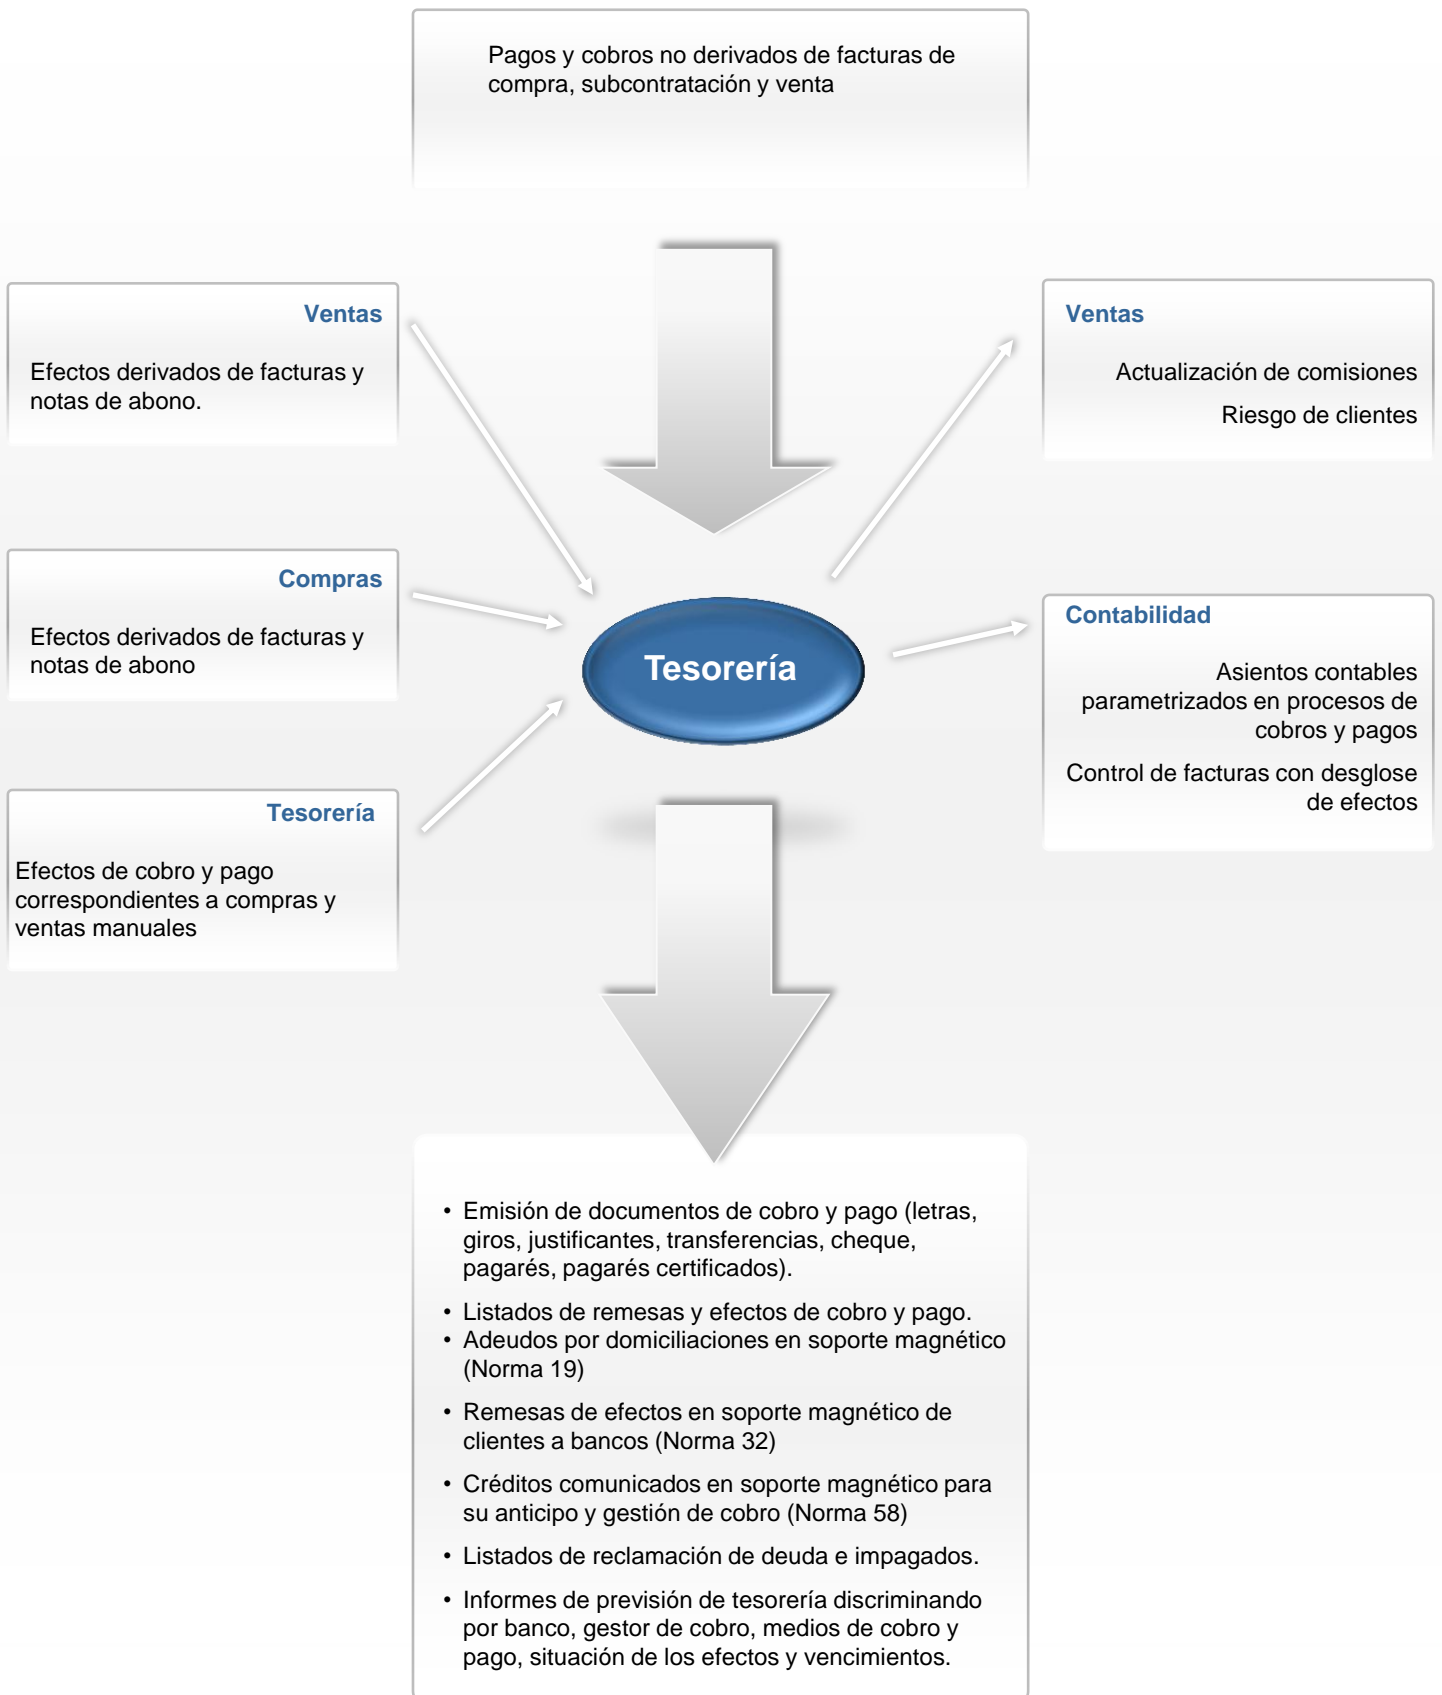 Pagos y cobros no derivados de facturas de
compra, subcontratación y venta
Ventas
Efectos derivados de facturas y
notas de abono.
Compras
Efectos derivados de facturas y
notas de abono
Tesorería
Efectos de cobro y pago
correspondientes a compras y
ventas manuales
Tesorería
Ventas
Actualización de comisiones
Riesgo de clientes
Contabilidad
Asientos contables
parametrizados en procesos de
cobros y pagos
Control de facturas con desglose
de efectos
• Emisión de documentos de cobro y pago (letras,
giros, justificantes, transferencias, cheque,
pagarés, pagarés certificados).
• Listados de remesas y efectos de cobro y pago.
• Adeudos por domiciliaciones en soporte magnético
(Norma 19)
• Remesas de efectos en soporte magnético de
clientes a bancos (Norma 32)
• Créditos comunicados en soporte magnético para
su anticipo y gestión de cobro (Norma 58)
• Listados de reclamación de deuda e impagados.
• Informes de previsión de tesorería discriminando
por banco, gestor de cobro, medios de cobro y
pago, situación de los efectos y vencimientos.